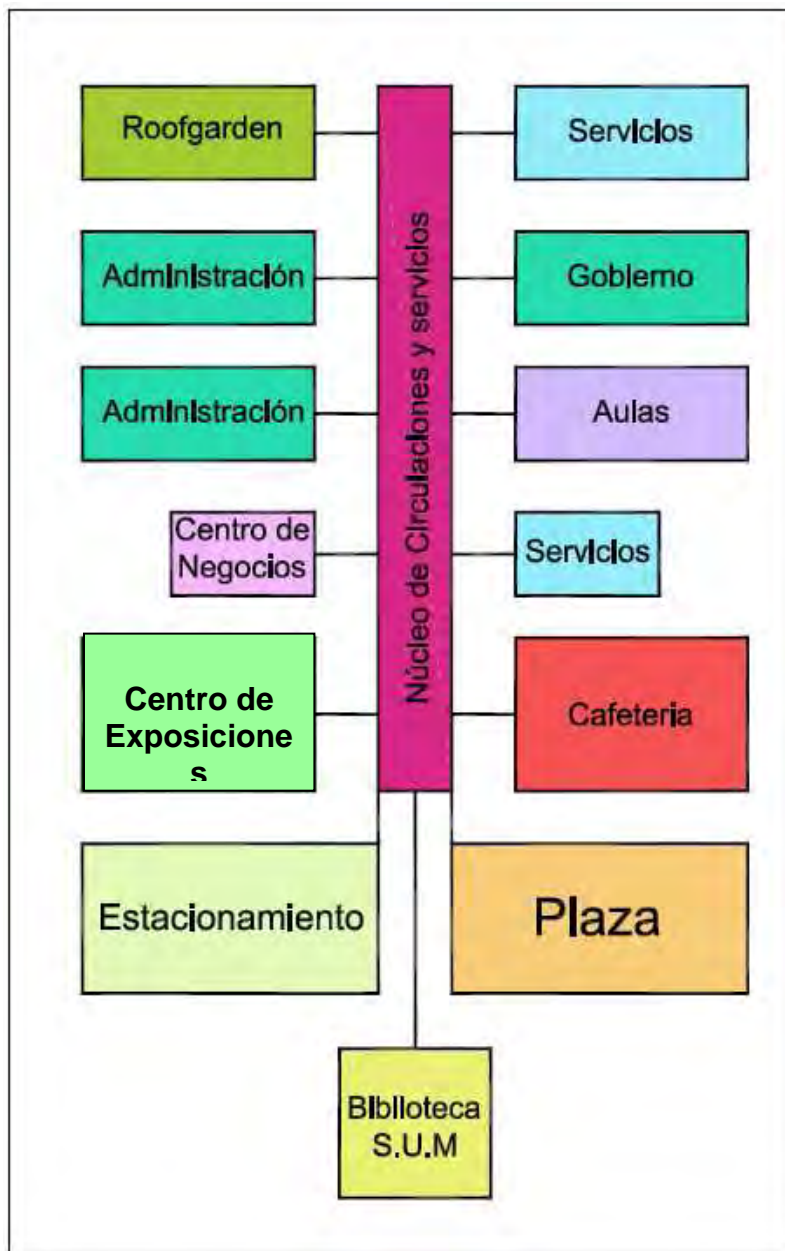 Roofgarden
Servicios
Núcleo de Circulaciones y servicios
Administración
Gobierno
Administración
Aulas
Centro de
Negocios
Servicios
Centro de
Exposicione
s
Cafeteria
Estacionamiento
Plaza
Biblioteca
S.U.M